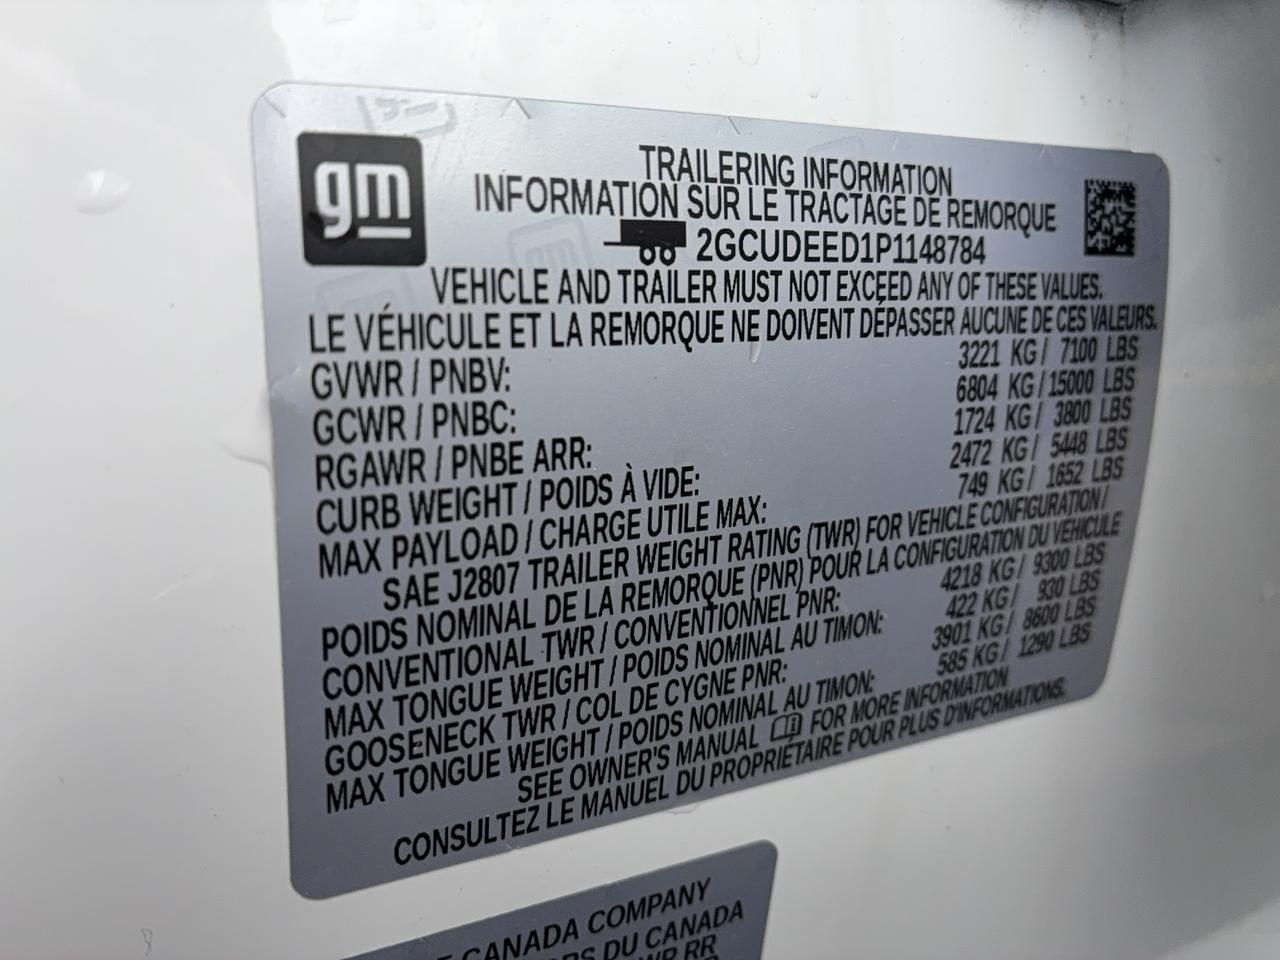 gm
TRAILERING INFORMATION
INFORMATION SUR LE TRACTAGE DE REMORQUE
2GCUDEED1P1148784
VEHICLE AND TRAILER MUST NOT EXCEED ANY OF THESE VALUES.
LE VÉHICULE ET LA REMORQUE NE DOIVENT DÉPASSER AUCUNE DE CES VALEURS.
GVWR / PNBV: 3221 KG / 7100 LBS
GCWR / PNBC: 6804 KG / 15000 LBS
RGAWR / PNBE ARR: 1724 KG / 3800 LBS
CURB WEIGHT / POIDS À VIDE: 2472 KG / 5448 LBS
MAX PAYLOAD / CHARGE UTILE MAX: 749 KG / 1652 LBS
SAE J2807 TRAILER WEIGHT RATING (TWR) FOR VEHICLE CONFIGURATION /
POIDS NOMINAL DE LA REMORQUE (PNR) POUR LA CONFIGURATION DU VÉHICULE
CONVENTIONAL TWR / CONVENTIONNEL PNR: 4218 KG / 9300 LBS
MAX TONGUE WEIGHT / POIDS NOMINAL AU TIMON: 422 KG / 930 LBS
GOOSENECK TWR / COL DE CYGNE PNR: 3901 KG / 8600 LBS
MAX TONGUE WEIGHT / POIDS NOMINAL AU TIMON: 585 KG / 1290 LBS
SEE OWNER'S MANUAL FOR MORE INFORMATION
CONSULTEZ LE MANUEL DU PROPRIÉTAIRE POUR PLUS D'INFORMATIONS.
CANADA COMPANY
DU CANADA
RR